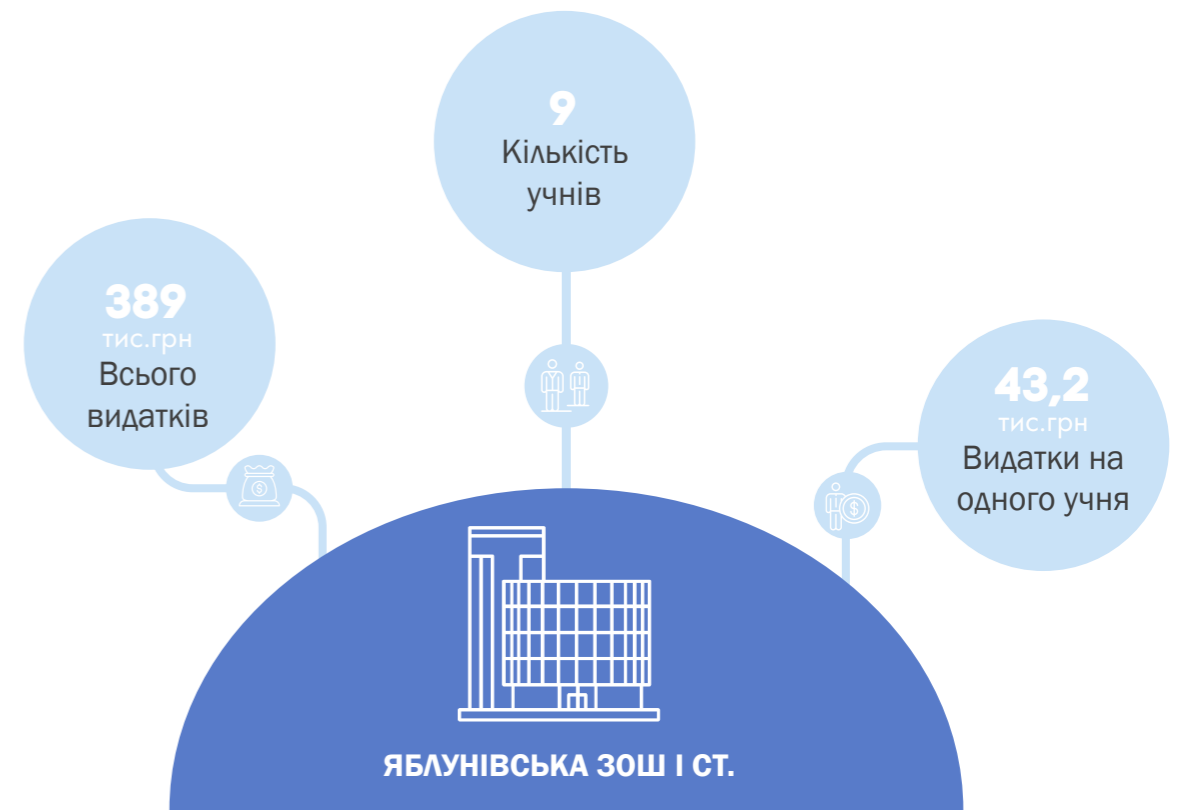 9
Кількість
учнів
389
тис.грн
Всього
видатків
43,2
тис.грн
Видатки на
одного учня
ЯБЛУНІВСЬКА ЗОШ І СТ.